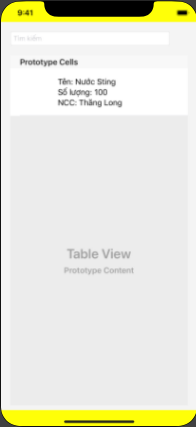 9:41
Tìm kiếm
Prototype Cells
Tên: Nước Sting
Số lượng: 100
NCC: Thăng Long
Table View
Prototype Content